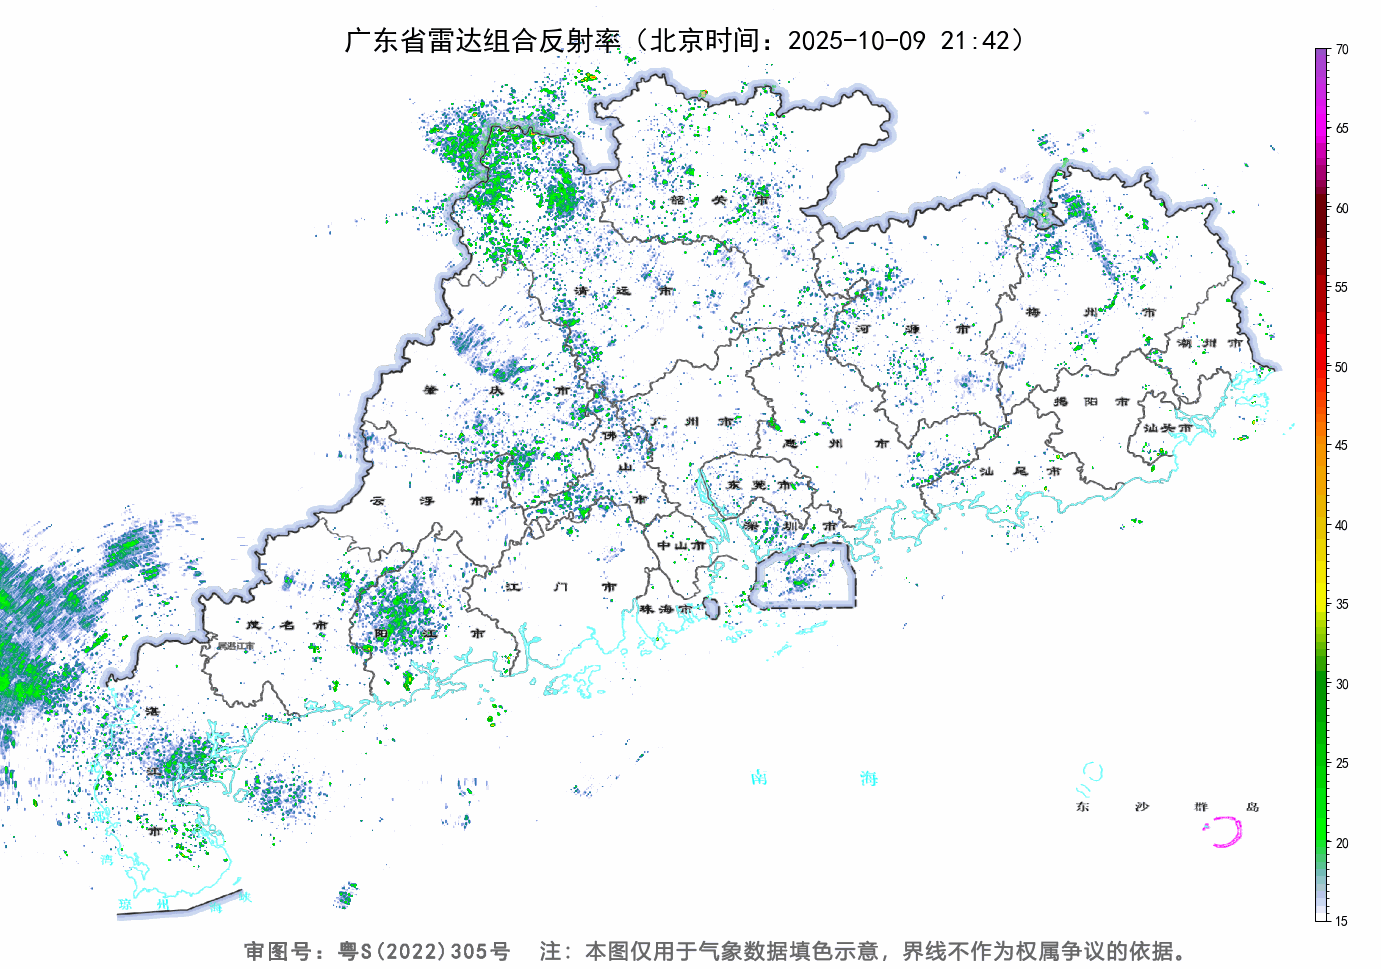 广东省雷达组合反射率（北京时间：2025-10-09 21:42）
70
65
60
55
50
45
40
35
30
25
20
15
韶 关 市
清 远 市
河 源 市
梅 州 市
潮 州 市
肇 庆 市
广 州 市
揭 阳 市
汕头市
佛 山 市
惠 州 市
汕 尾 市
东 莞 市
云 浮 市
深 圳 市
中山市
江 门 市
珠海市
茂 名 市
阳 江 市
属湛江市
湛 江 市
南 海
东 沙 群 岛
湾
琼 州 海 峡
审图号：粤S(2022)305号 注：本图仅用于气象数据填色示意，界线不作为权属争议的依据。